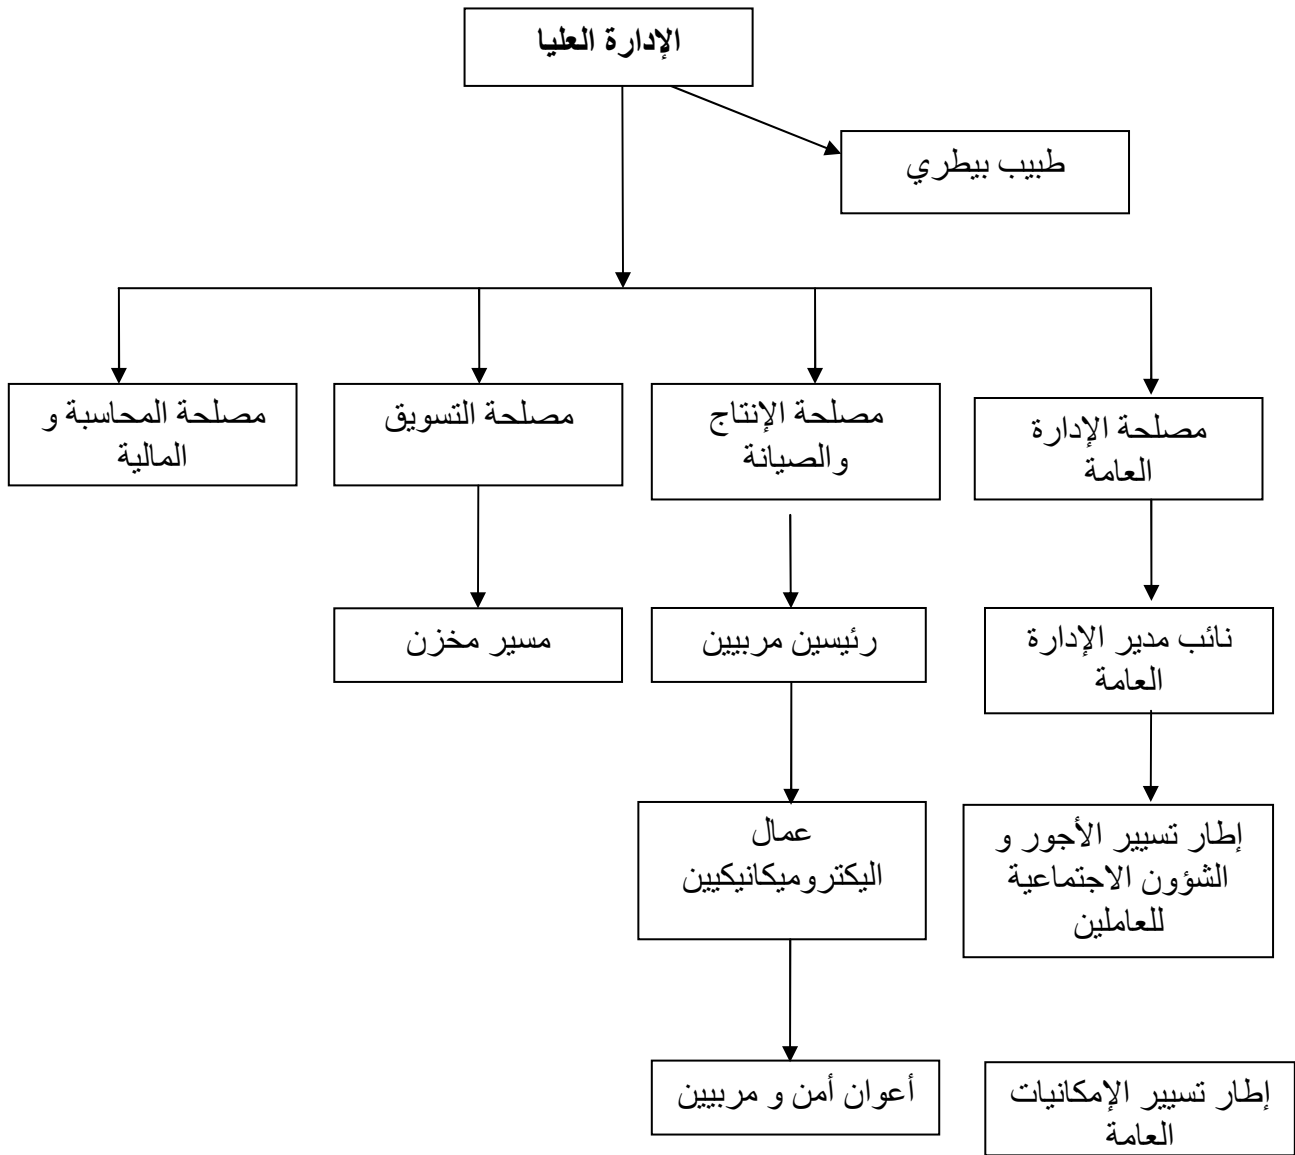 الإدارة العليا
طبيب بيطري
مصلحة الإدارة
العامة
مصلحة الإنتاج
والصيانة
مصلحة التسويق
مصلحة المحاسبة و
المالية
نائب مدير الإدارة
العامة
رئيسين مربيين
مسير مخزن
إطار تسيير الأجور و
الشؤون الاجتماعية
للعاملين
عمال
اليكتروميكانيكيين
إطار تسيير الإمكانيات
العامة
أعوان أمن و مربيين